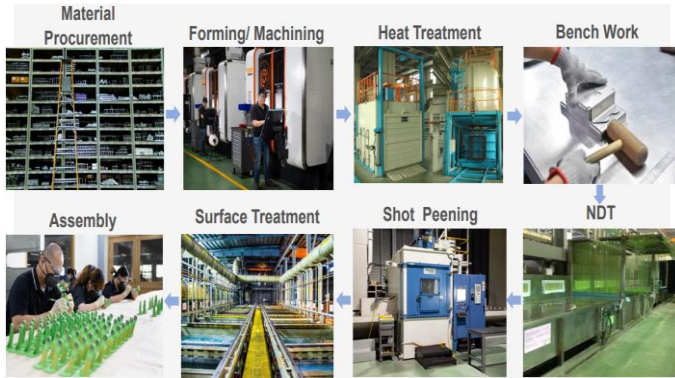 Material
Procurement
Forming/ Machining
Heat Treatment
Bench Work
Assembly
Surface Treatment
Shot Peening
NDT